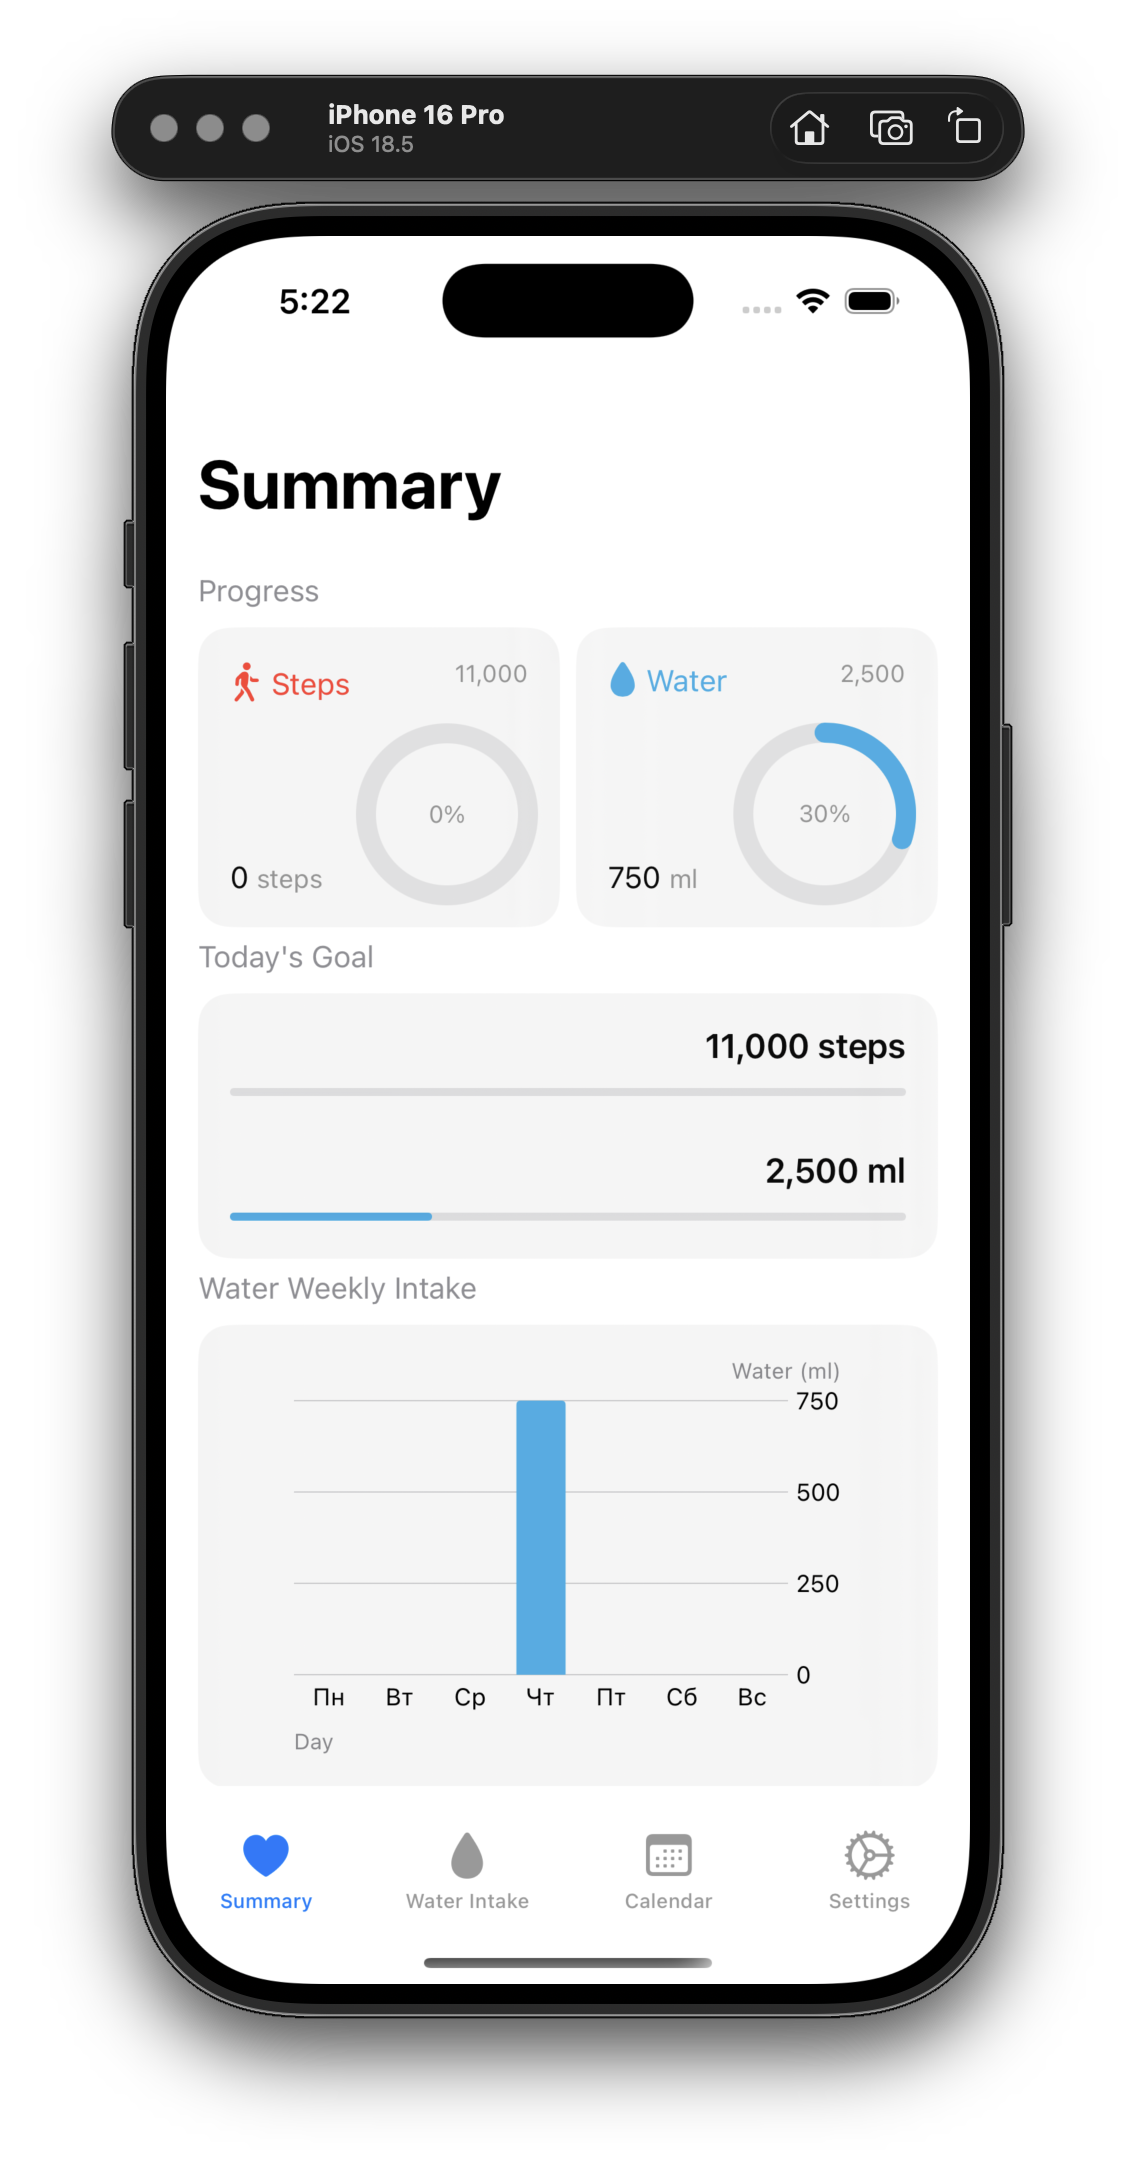 iPhone 16 Pro
iOS 18.5
5:22
Summary
Progress
Steps
11,000
0%
0 steps
Water
2,500
30%
750 ml
Today's Goal
11,000 steps
2,500 ml
Water Weekly Intake
Water (ml)
750
500
250
0
Пн Вт Ср Чт Пт Сб Вс
Day
Summary
Water Intake
Calendar
Settings